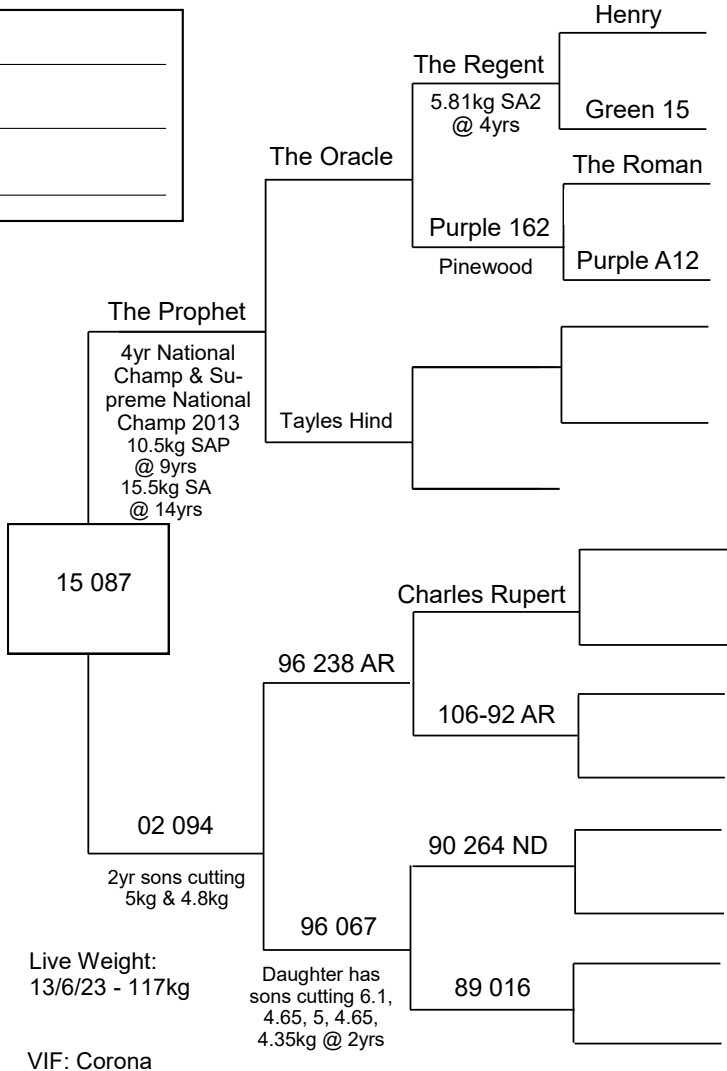 Henry
The Regent
5.81kg SA2
@ 4yrs
Green 15
The Oracle
The Roman
Purple 162
Pinewood
Purple A12
The Prophet
4yr National
Champ & Su-
preme National
Champ 2013
10.5kg SAP
@ 9yrs
15.5kg SA
@ 14yrs
Tayles Hind
15 087
Charles Rupert
96 238 AR
106-92 AR
02 094
2yr sons cutting
5kg & 4.8kg
90 264 ND
96 067
Daughter has
sons cutting 6.1,
4.65, 5, 4.65,
4.35kg @ 2yrs
89 016
Live Weight:
13/6/23 - 117kg
VIF: Corona